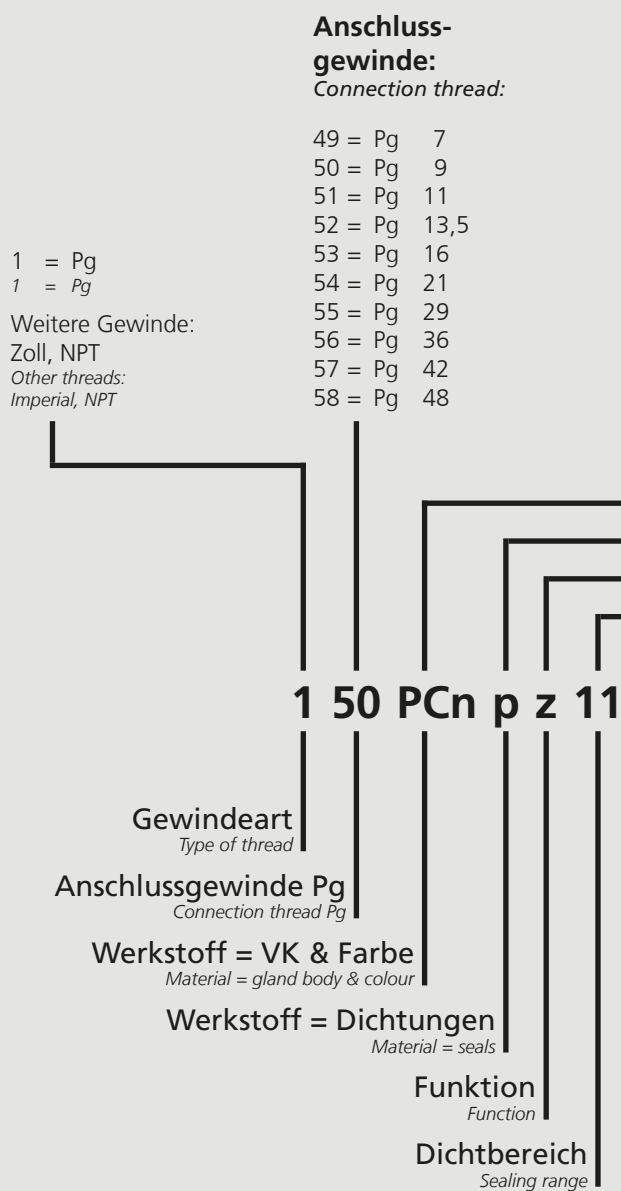 Anschluss-
gewinde:
Connection thread:
49 = Pg 7
50 = Pg 9
51 = Pg 11
52 = Pg 13,5
53 = Pg 16
54 = Pg 21
55 = Pg 29
56 = Pg 36
57 = Pg 42
58 = Pg 48
1 = Pg
1 = Pg
Weitere Gewinde:
Zoll, NPT
Other threads:
Imperial, NPT
1 50 PCn p z 11
Gewindeart
Type of thread
Anschlussgewinde Pg
Connection thread Pg
Werkstoff = VK & Farbe
Material = gland body & colour
Werkstoff = Dichtungen
Material = seals
Funktion
Function
Dichtbereich
Sealing range